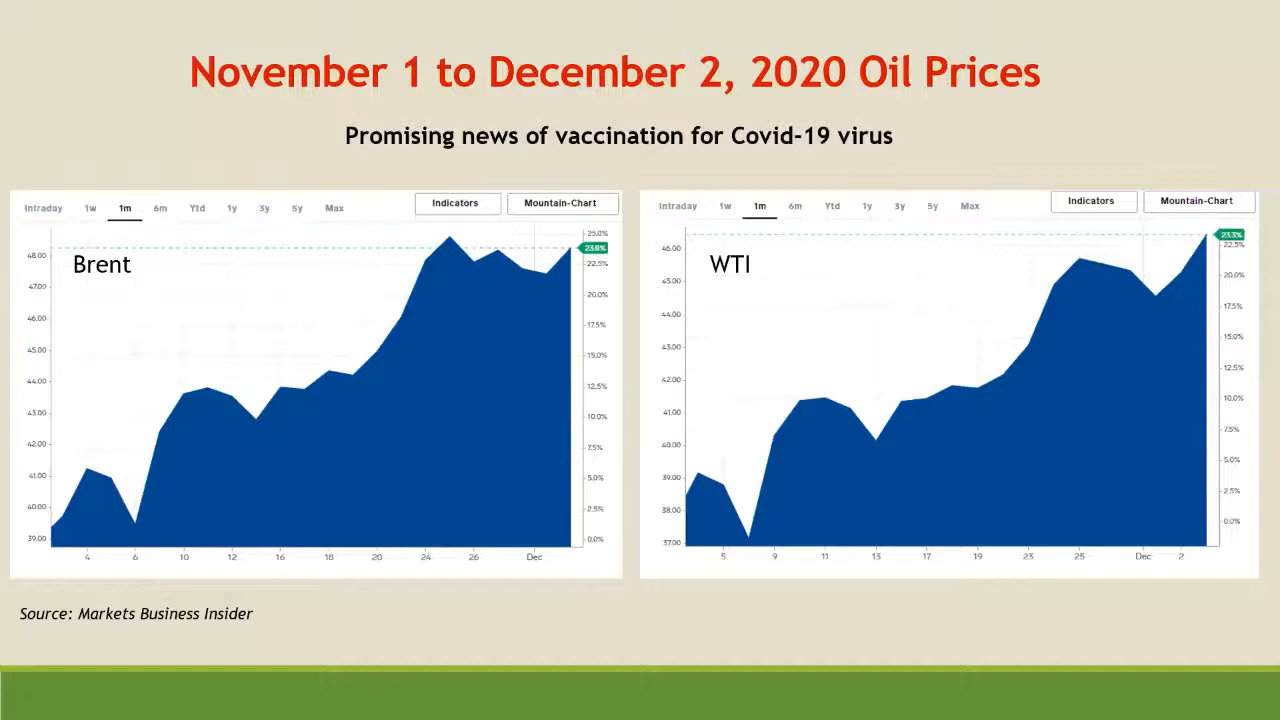 November 1 to December 2, 2020 Oil Prices
Promising news of vaccination for Covid-19 virus
Intraday 1w 1m 6m Ytd 1y 3y 5y Max Indicators Mountain-Chart
Brent
25.0%
23.8%
48.00 22.5%
47.00 20.0%
46.00 17.5%
45.00 15.0%
44.00 12.5%
43.00 10.0%
42.00 7.5%
41.00 5.0%
40.00 2.5%
39.00 0.0%
4 6 10 12 16 18 20 24 26 Dec
Intraday 1w 1m 6m Ytd 1y 3y 5y Max Indicators Mountain-Chart
WTI
23.3%
46.00 22.5%
45.00 20.0%
44.00 17.5%
43.00 15.0%
42.00 12.5%
41.00 10.0%
40.00 7.5%
39.00 5.0%
38.00 2.5%
37.00 0.0%
5 9 11 13 17 19 23 25 Dec 2
Source: Markets Business Insider